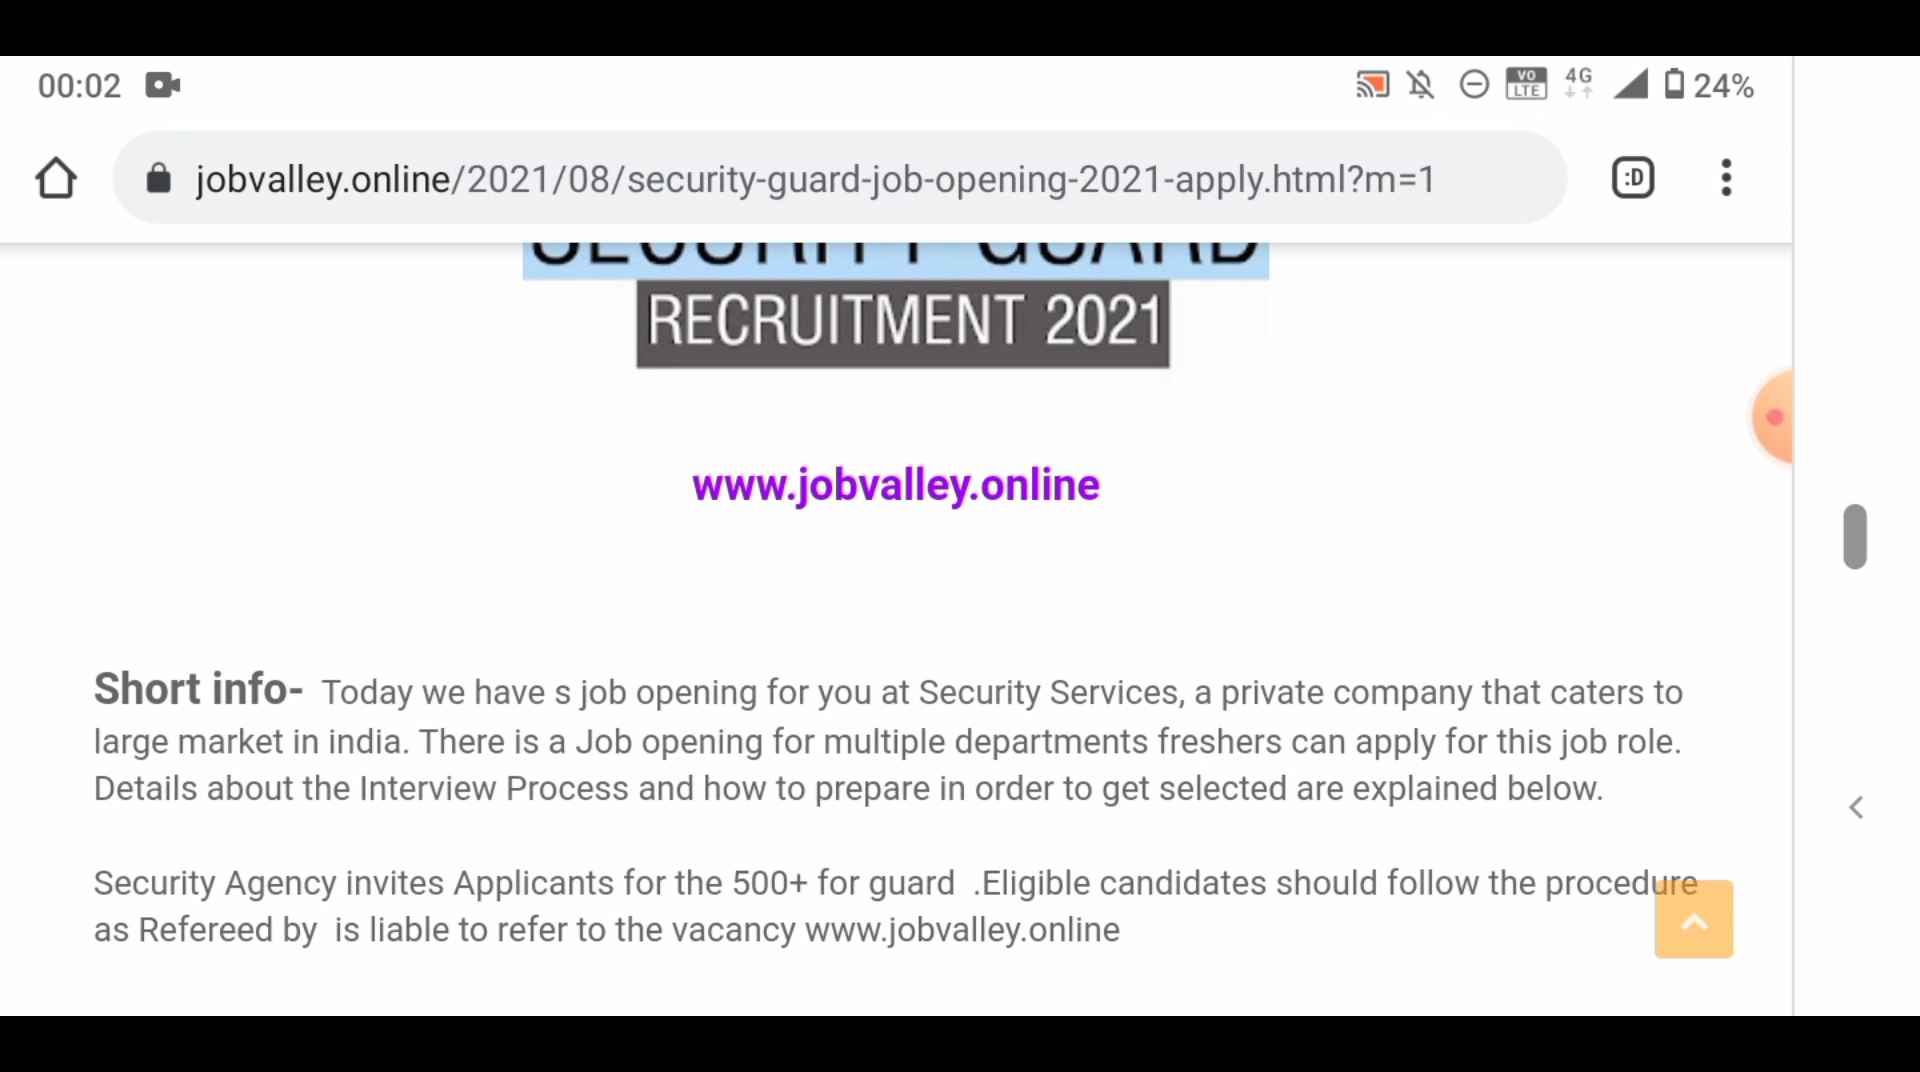 00:02
VO LTE 4G 24%
jobvalley.online/2021/08/security-guard-job-opening-2021-apply.html?m=1
:D
SECURITY GUARD
RECRUITMENT 2021
www.jobvalley.online
Short info- Today we have s job opening for you at Security Services, a private company that caters to
large market in india. There is a Job opening for multiple departments freshers can apply for this job role.
Details about the Interview Process and how to prepare in order to get selected are explained below.
Security Agency invites Applicants for the 500+ for guard .Eligible candidates should follow the procedure
as Refereed by is liable to refer to the vacancy www.jobvalley.online